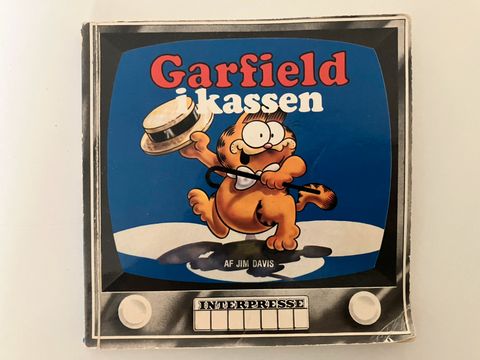 Garfield
i kassen
AF JIM DAVIS
INTERPRESSE